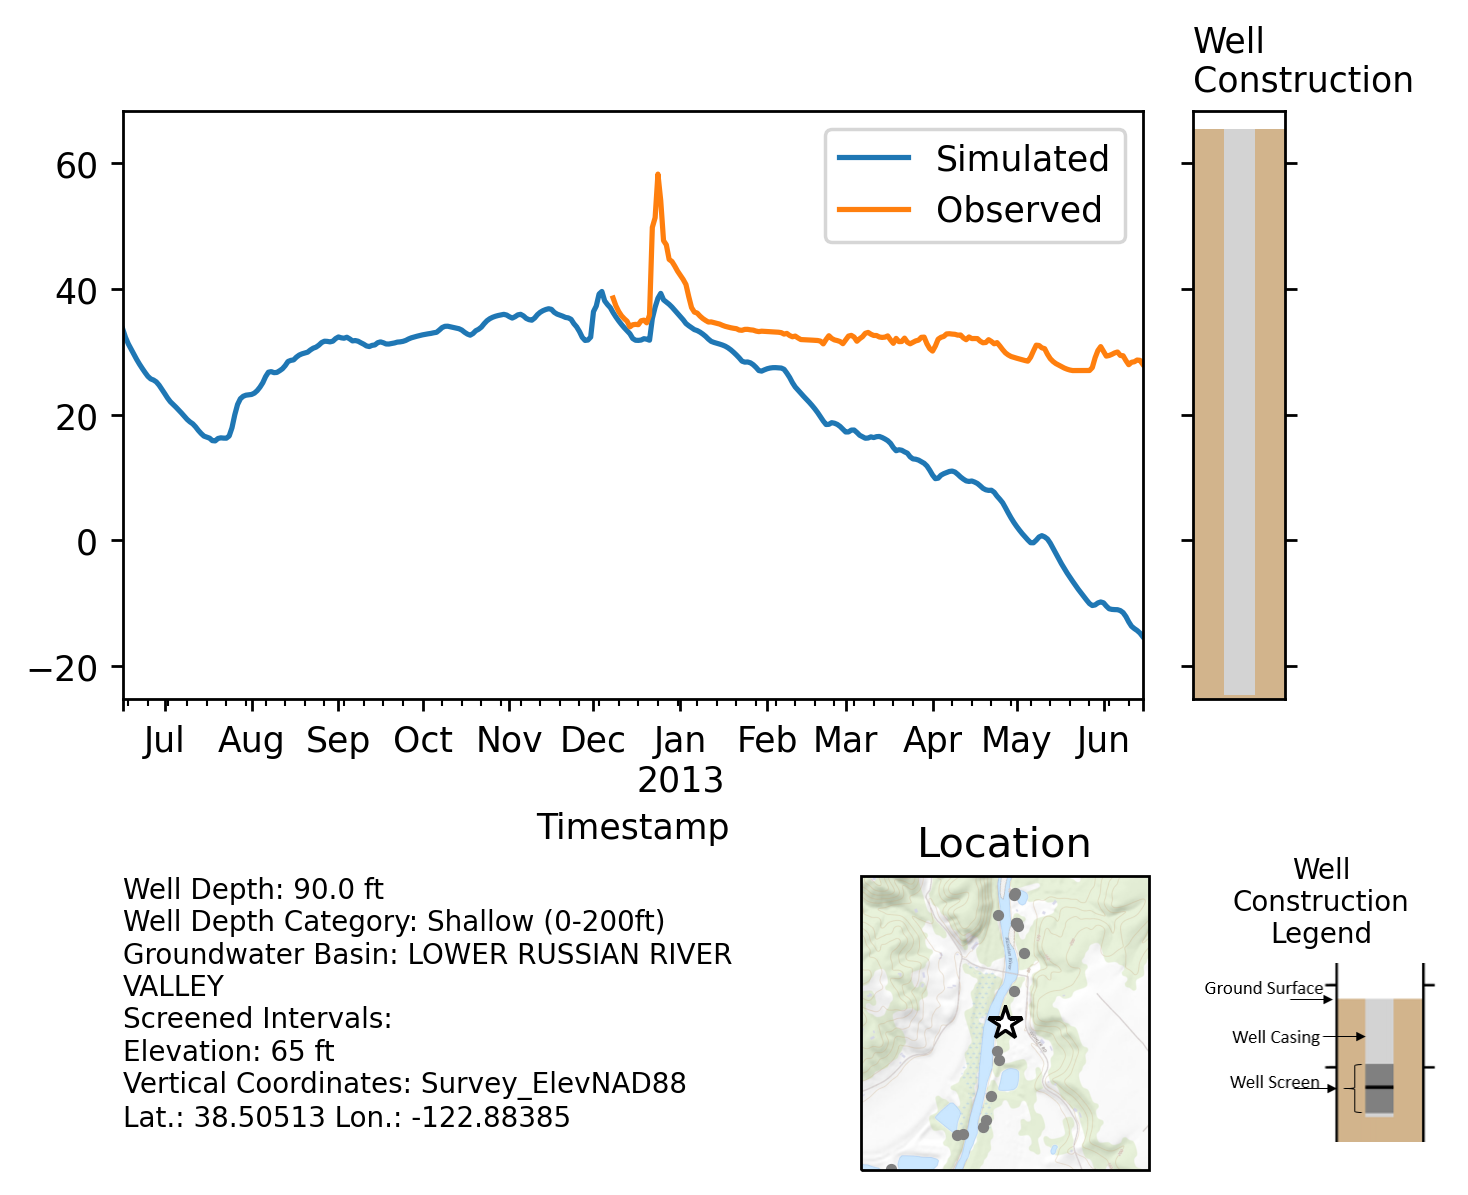 Well
Construction
Simulated
Observed
60
40
20
0
−20
Jul Aug Sep Oct Nov Dec Jan Feb Mar Apr May Jun
2013
Timestamp
Well Depth: 90.0 ft
Well Depth Category: Shallow (0-200ft)
Groundwater Basin: LOWER RUSSIAN RIVER
VALLEY
Screened Intervals:
Elevation: 65 ft
Vertical Coordinates: Survey_ElevNAD88
Lat.: 38.50513 Lon.: -122.88385
Location
Well
Construction
Legend
Ground Surface
Well Casing
Well Screen